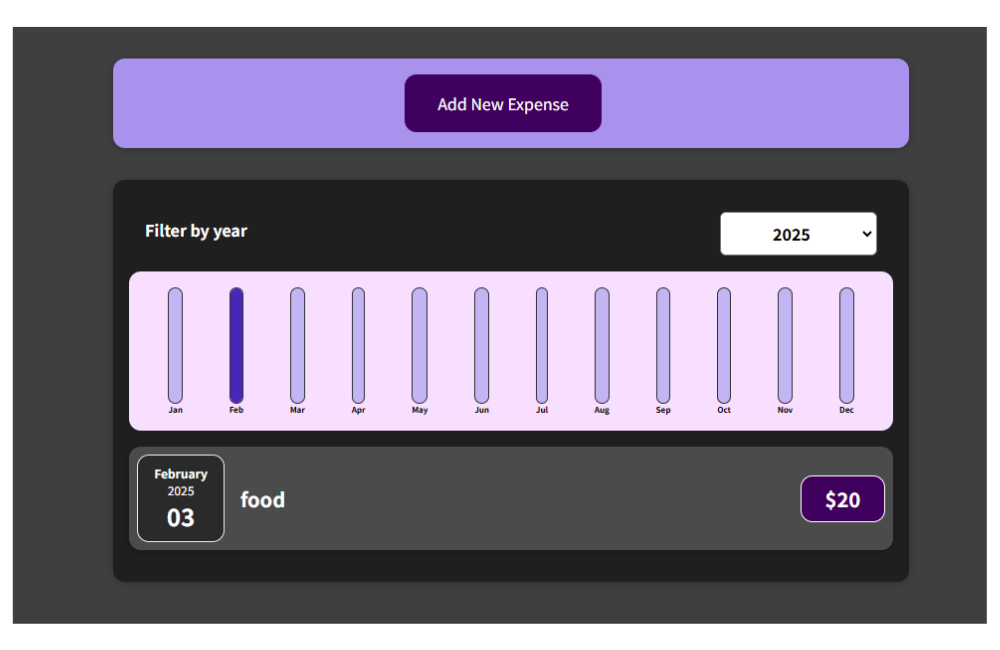 Add New Expense
Filter by year
2025
Jan Feb Mar Apr May Jun Jul Aug Sep Oct Nov Dec
February
2025
03
food
$20